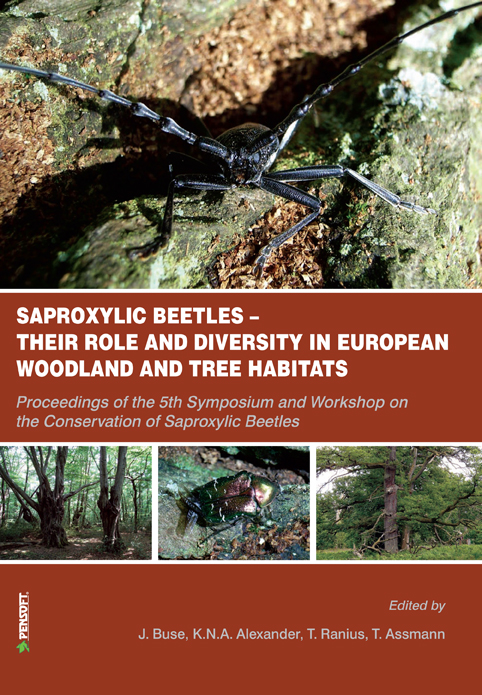 SAPROXYLIC BEETLES –
THEIR ROLE AND DIVERSITY IN EUROPEAN
WOODLAND AND TREE HABITATS
Proceedings of the 5th Symposium and Workshop on
the Conservation of Saproxylic Beetles
Edited by
J. Buse, K.N.A. Alexander, T. Ranius, T. Assmann
PENSOFT.